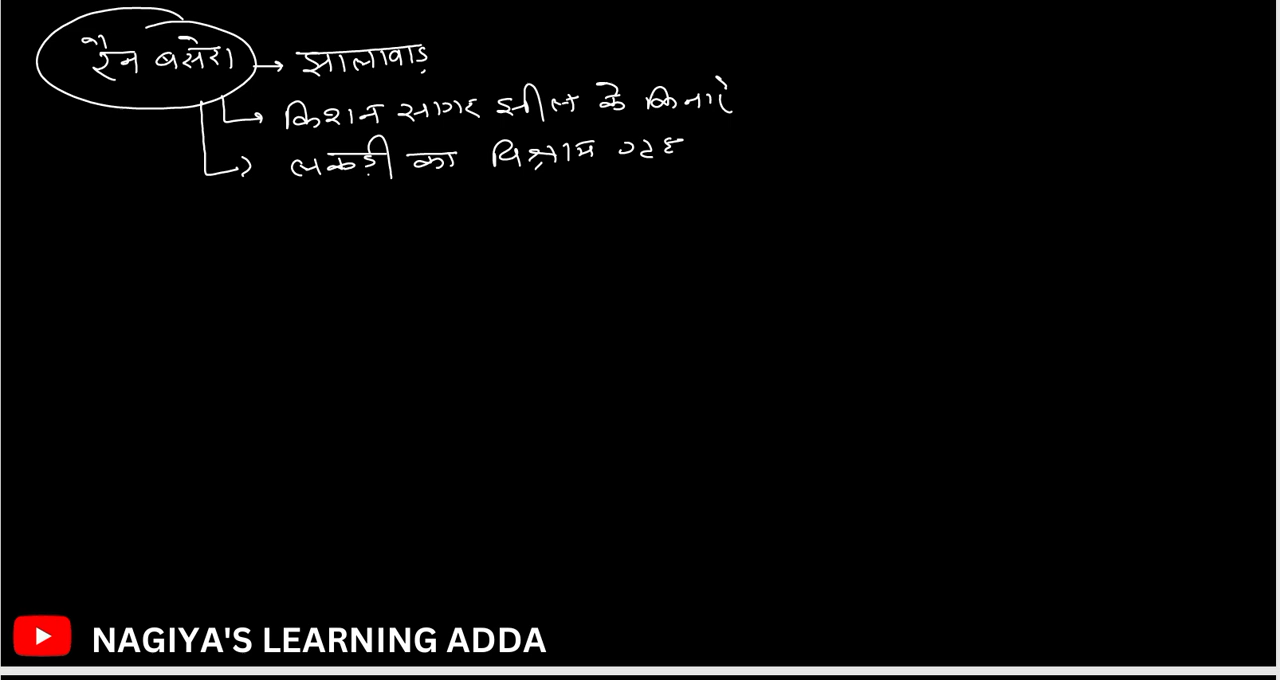 रैन बसेरा → झालावाड़
→ किशन सागर झील के किनारे
→ लकड़ी का विश्राम गृह
NAGIYA'S LEARNING ADDA